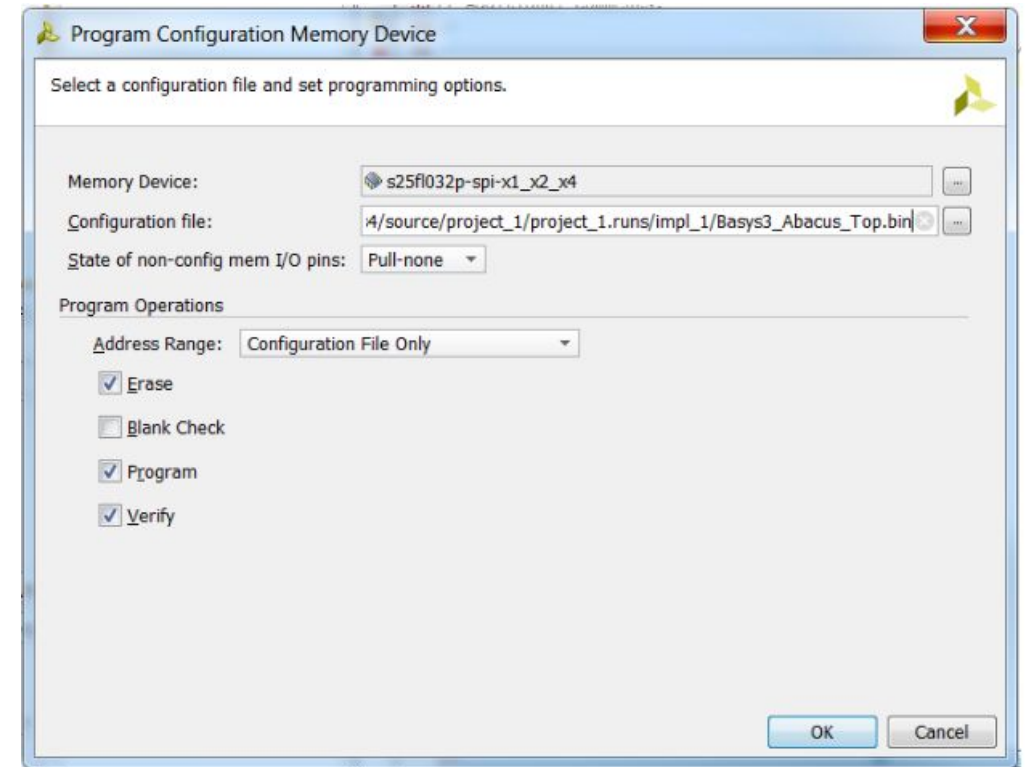 Program Configuration Memory Device
Select a configuration file and set programming options.
Memory Device: s25fl032p-spi-x1_x2_x4 ...
Configuration file: :4/source/project_1/project_1.runs/impl_1/Basys3_Abacus_Top.bin ...
State of non-config mem I/O pins: Pull-none
Program Operations
Address Range: Configuration File Only
Erase
Blank Check
Program
Verify
OK Cancel